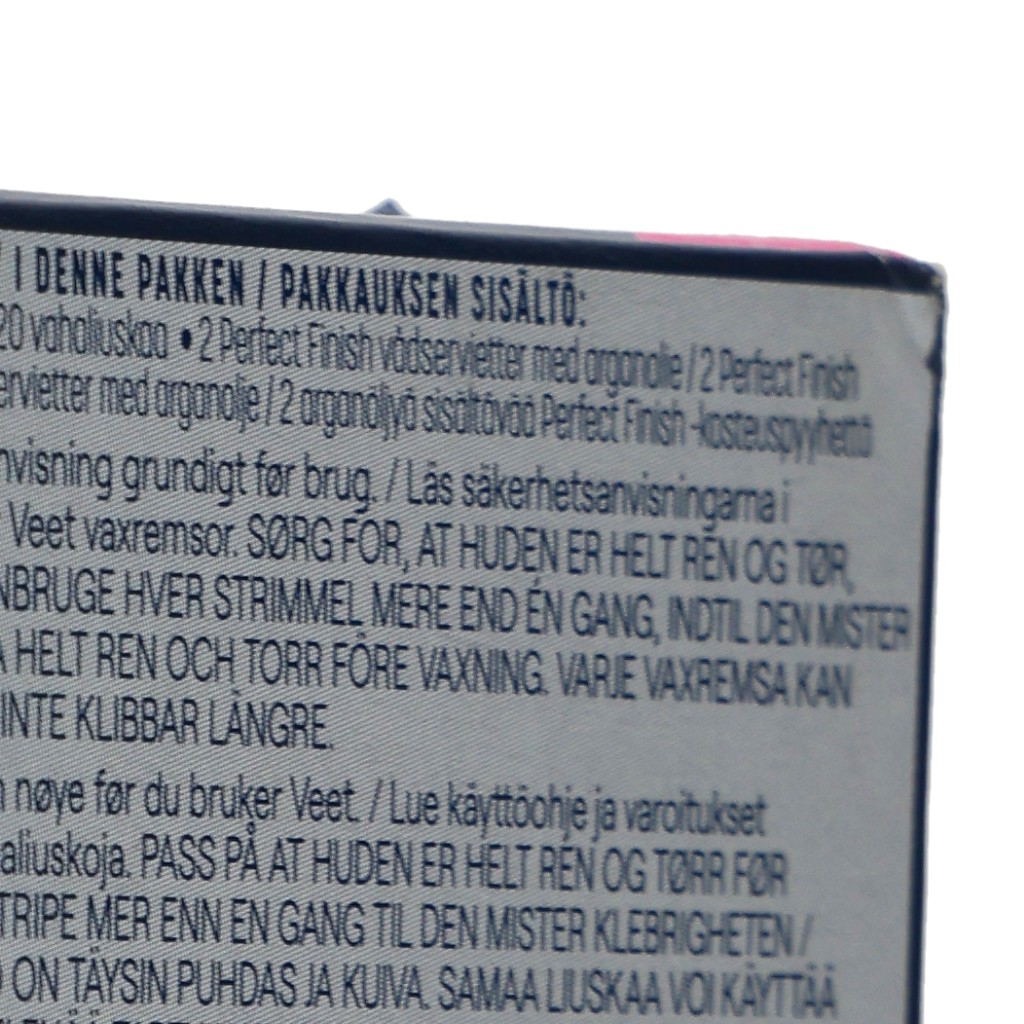 I DENNE PAKKEN / PAKKAUKSEN SISÄLTÖ:
20 vahaliuskaa • 2 Perfect Finish vådservietter med arganolie / 2 Perfect Finish
ervietter med arganolje / 2 arganöljyä sisältävää Perfect Finish -kosteuspyyhettä
nvisning grundigt før brug. / Läs säkerhetsanvisningarna i
Veet vaxremsor. SØRG FOR, AT HUDEN ER HELT REN OG TØR,
NBRUGE HVER STRIMMEL MERE END ÉN GANG, INDTIL DEN MISTER
HELT REN OCH TORR FÖRE VAXNING. VARJE VAXREMSA KAN
INTE KLIBBAR LÄNGRE.
nøye før du bruker Veet. / Lue käyttöohje ja varoitukset
aliuskoja. PASS PÅ AT HUDEN ER HELT REN OG TØRR FØR
TRIPE MER ENN EN GANG TIL DEN MISTER KLEBRIGHETEN /
ON TÄYSIN PUHDAS JA KUIVA. SAMAA LIUSKAA VOI KÄYTTÄÄ